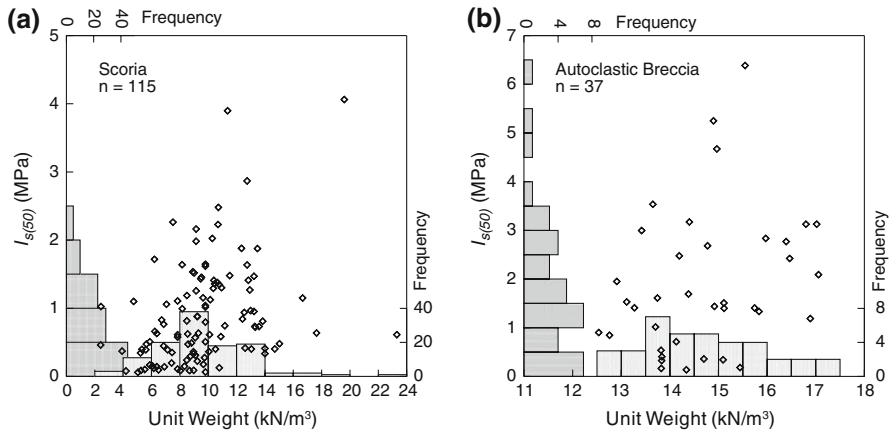 (a)
0 20 40 Frequency
5
4
3
2
1
0
I_s(50) (MPa)
Scoria
n = 115
Frequency
40
20
0
0 2 4 6 8 10 12 14 16 18 20 22 24
Unit Weight (kN/m³)
(b)
0 4 8 Frequency
7
6
5
4
3
2
1
0
I_s(50) (MPa)
Autoclastic Breccia
n = 37
Frequency
8
4
0
11 12 13 14 15 16 17 18
Unit Weight (kN/m³)